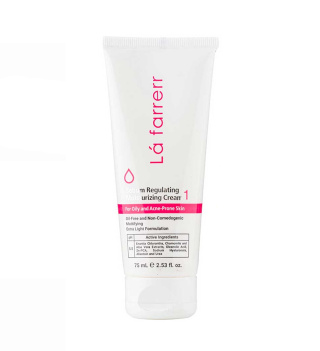 Lá farrerr
m Regulating
urizing Cream 1
For Oily and Acne-Prone Skin
Oil Free and Non-Comedogenic
Matifying
Extra Light Formulation
Active Ingredients
75 mL ℮ 2.53 fl. oz.